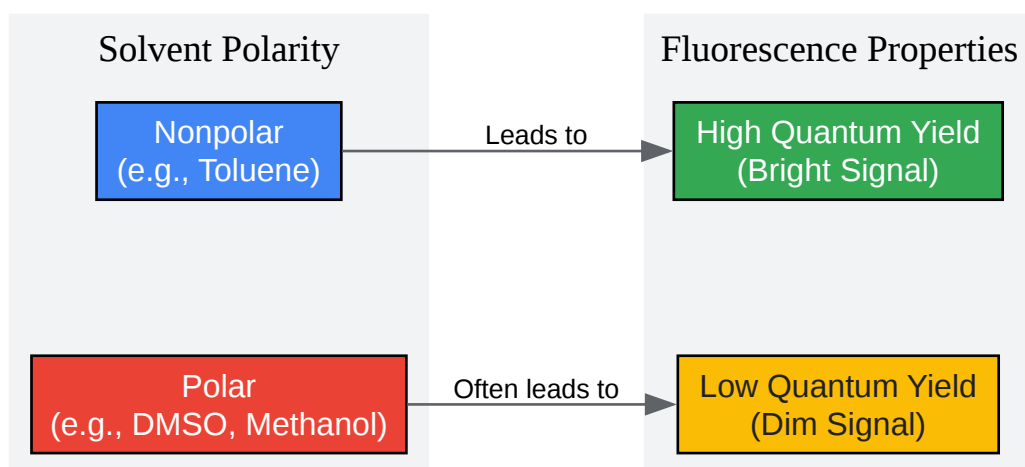 Solvent Polarity
Fluorescence Properties
Nonpolar
(e.g., Toluene)
Leads to
High Quantum Yield
(Bright Signal)
Polar
(e.g., DMSO, Methanol)
Often leads to
Low Quantum Yield
(Dim Signal)